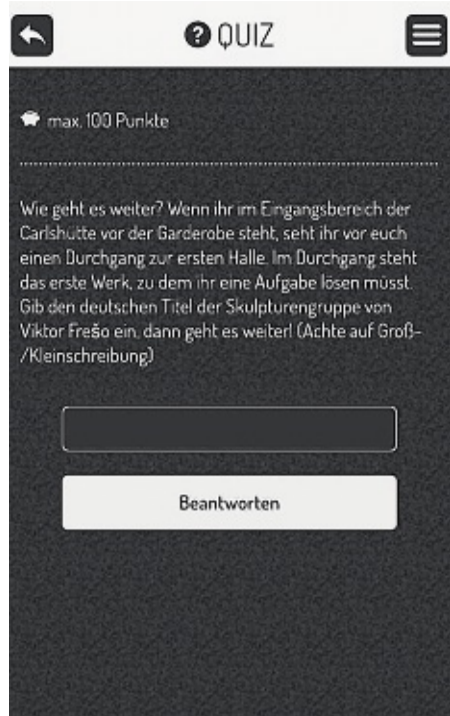 QUIZ
max. 100 Punkte
Wie geht es weiter? Wenn ihr im Eingangsbereich der
Carlshütte vor der Garderobe steht, seht ihr vor euch
einen Durchgang zur ersten Halle. Im Durchgang steht
das erste Werk, zu dem ihr eine Aufgabe lösen müsst.
Gib den deutschen Titel der Skulpturengruppe von
Viktor Frešo ein, dann geht es weiter! (Achte auf Groß-
/Kleinschreibung)
Beantworten